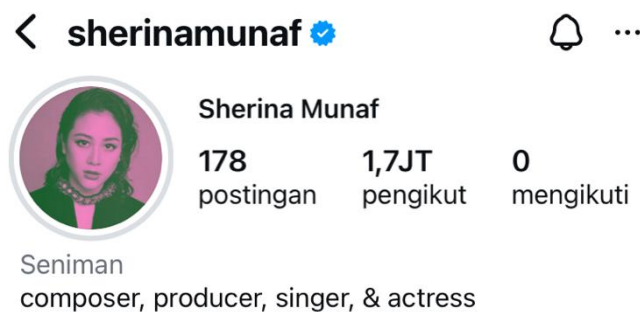 sherinamunaf
Sherina Munaf
178 1,7JT 0
postingan pengikut mengikuti
Seniman
composer, producer, singer, & actress